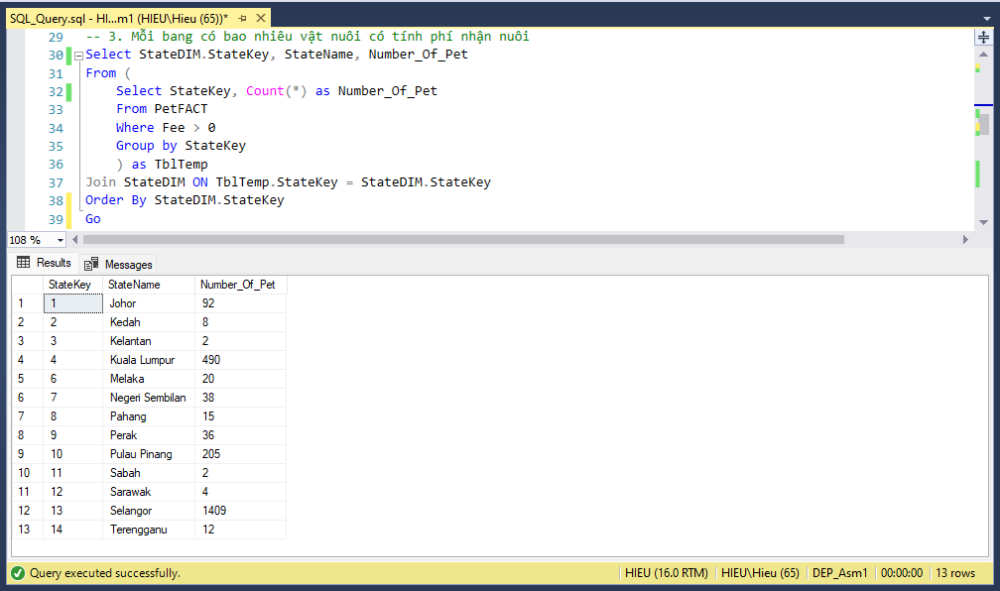 SQL_Query.sql - HI...m1 (HIEU\Hieu (65))*
29 -- 3. Mỗi bang có bao nhiêu vật nuôi có tính phí nhận nuôi
30 Select StateDIM.StateKey, StateName, Number_Of_Pet
31 From (
32 Select StateKey, Count(*) as Number_Of_Pet
33 From PetFACT
34 Where Fee > 0
35 Group by StateKey
36 ) as TblTemp
37 Join StateDIM ON TblTemp.StateKey = StateDIM.StateKey
38 Order By StateDIM.StateKey
39 Go
108 %
Results Messages
StateKey StateName Number_Of_Pet
1 1 Johor 92
2 2 Kedah 8
3 3 Kelantan 2
4 4 Kuala Lumpur 490
5 6 Melaka 20
6 7 Negeri Sembilan 38
7 8 Pahang 15
8 9 Perak 36
9 10 Pulau Pinang 205
10 11 Sabah 2
11 12 Sarawak 4
12 13 Selangor 1409
13 14 Terengganu 12
Query executed successfully. HIEU (16.0 RTM) HIEU\Hieu (65) DEP_Asm1 00:00:00 13 rows